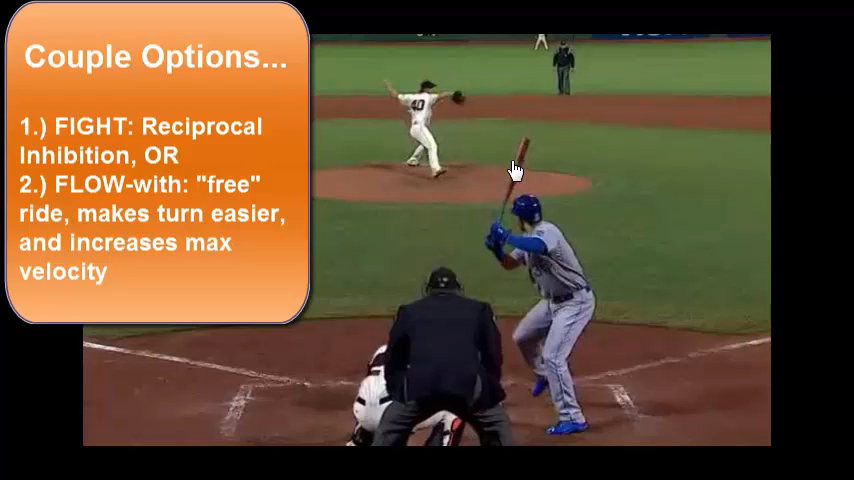 Couple Options...
1.) FIGHT: Reciprocal
Inhibition, OR
2.) FLOW-with: "free"
ride, makes turn easier,
and increases max
velocity
40